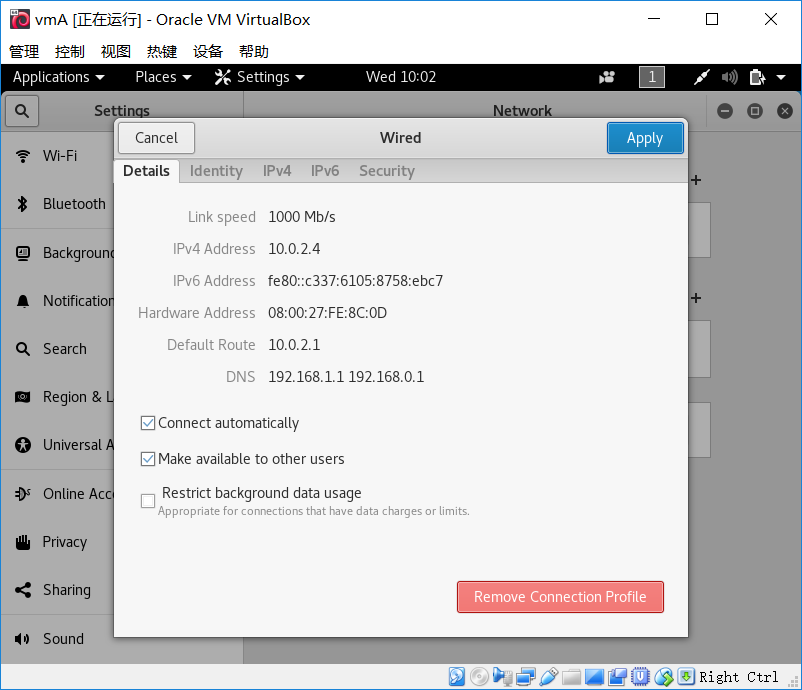 vmA [正在运行] - Oracle VM VirtualBox
管理 控制 视图 热键 设备 帮助
Applications Places Settings Wed 10:02 1
Settings Network
Cancel Wired Apply
Details Identity IPv4 IPv6 Security
Wi-Fi
Bluetooth
Background
Notification
Search
Region & L
Universal A
Online Acc
Privacy
Sharing
Sound
Link speed 1000 Mb/s
IPv4 Address 10.0.2.4
IPv6 Address fe80::c337:6105:8758:ebc7
Hardware Address 08:00:27:FE:8C:0D
Default Route 10.0.2.1
DNS 192.168.1.1 192.168.0.1
Connect automatically
Make available to other users
Restrict background data usage
Appropriate for connections that have data charges or limits.
Remove Connection Profile
Right Ctrl